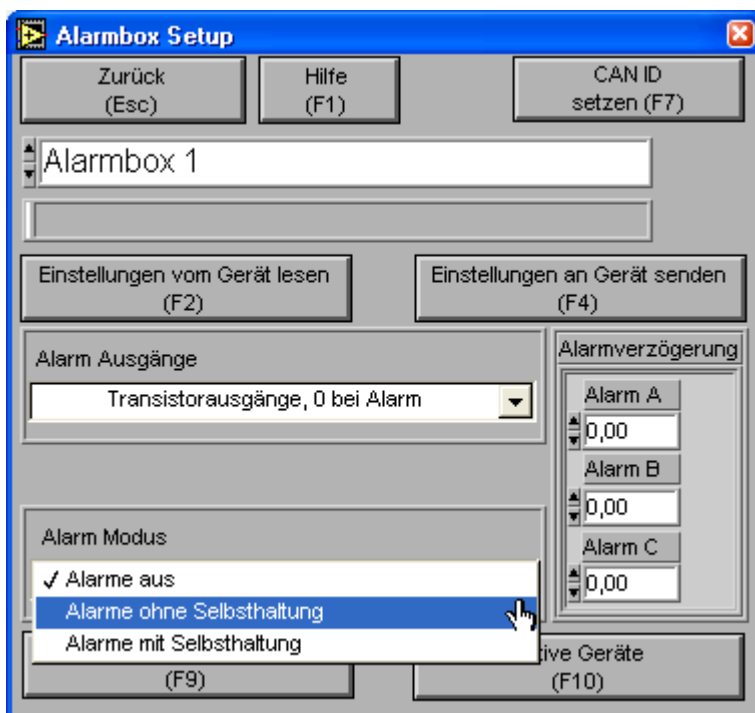 Alarmbox Setup
Zurück
(Esc)
Hilfe
(F1)
CAN ID
setzen (F7)
Alarmbox 1
Einstellungen vom Gerät lesen
(F2)
Einstellungen an Gerät senden
(F4)
Alarm Ausgänge
Transistorausgänge, 0 bei Alarm
Alarmverzögerung
Alarm A
0,00
Alarm B
0,00
Alarm C
0,00
Alarm Modus
✓ Alarme aus
Alarme ohne Selbsthaltung
Alarme mit Selbsthaltung
(F9)
Geräte
(F10)